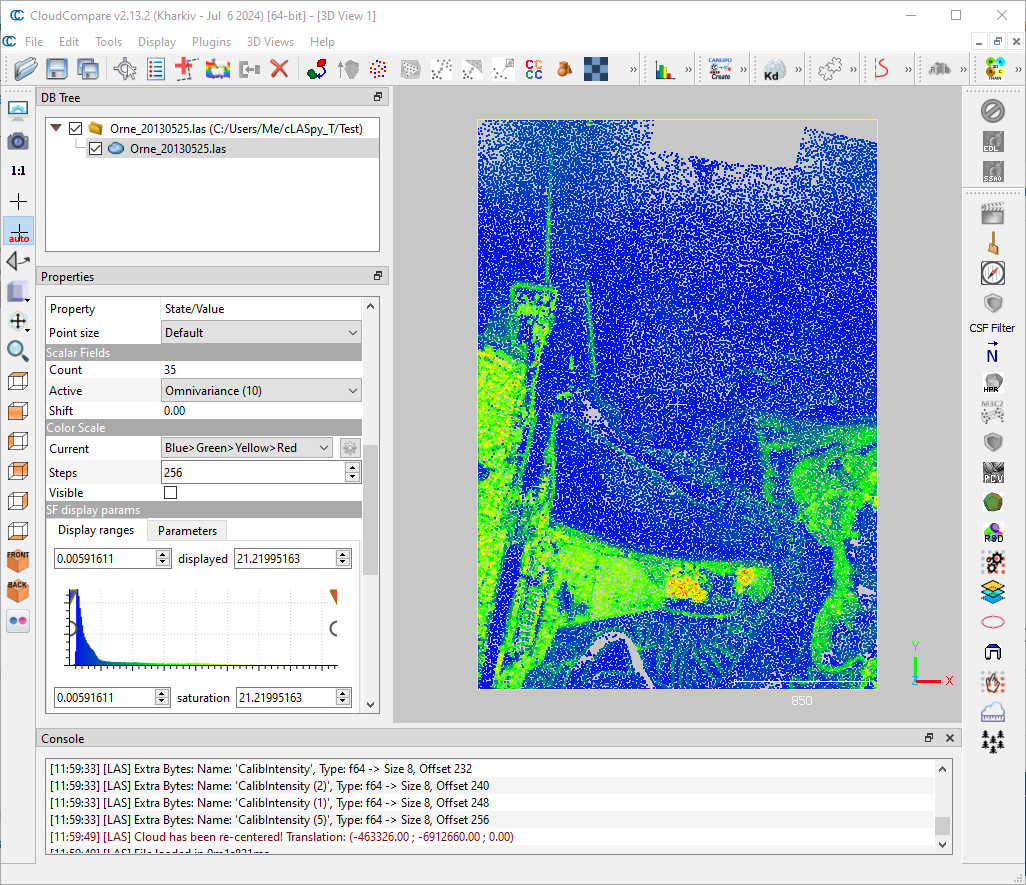 CloudCompare v2.13.2 (Kharkiv - Jul  6 2024) [64-bit] - [3D View 1]
File Edit Tools Display Plugins 3D Views Help
C C
C C
C C
CANUPO
Create
Kd
TRAIN
1:1
auto
FRONT
BACK
DB Tree
Orne_20130525.las (C:/Users/Me/cLASpy_T/Test)
Orne_20130525.las
Properties
Property State/Value
Point size Default
Scalar Fields
Count 35
Active Omnivariance (10)
Shift 0.00
Color Scale
Current Blue>Green>Yellow>Red
Steps 256
Visible
SF display params
Display ranges Parameters
0.00591611 displayed 21.21995163
0.00591611 saturation 21.21995163
Y
Z
X
850
EDL
SSAO
CSF Filter
N
HPR
M3C2
PCV
RSD
Console
[11:59:33] [LAS] Extra Bytes: Name: 'CalibIntensity', Type: f64 -> Size 8, Offset 232
[11:59:33] [LAS] Extra Bytes: Name: 'CalibIntensity (2)', Type: f64 -> Size 8, Offset 240
[11:59:33] [LAS] Extra Bytes: Name: 'CalibIntensity (1)', Type: f64 -> Size 8, Offset 248
[11:59:33] [LAS] Extra Bytes: Name: 'CalibIntensity (5)', Type: f64 -> Size 8, Offset 256
[11:59:49] [LAS] Cloud has been re-centered! Translation: (-463326.00 ; -6912660.00 ; 0.00)